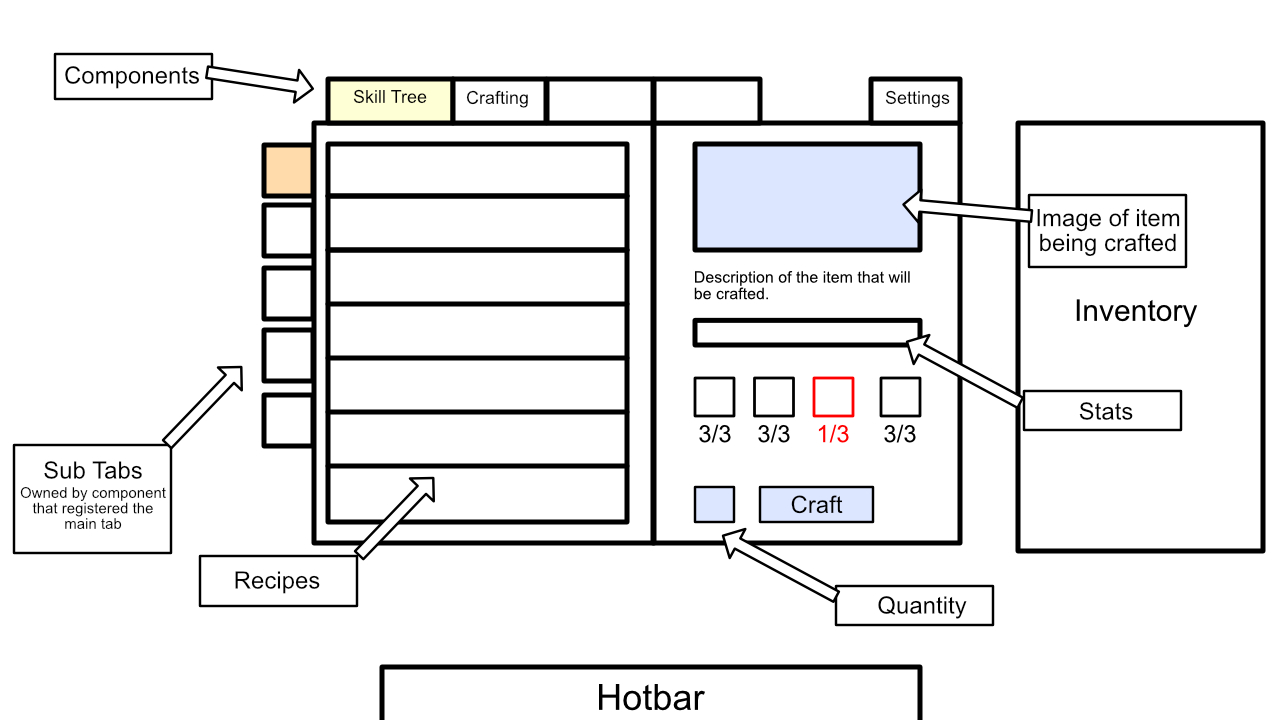 Components
Skill Tree
Crafting
Settings
Image of item
being crafted
Description of the item that will
be crafted.
Inventory
Stats
3/3
3/3
1/3
3/3
Sub Tabs
Owned by component
that registered the
main tab
Craft
Recipes
Quantity
Hotbar